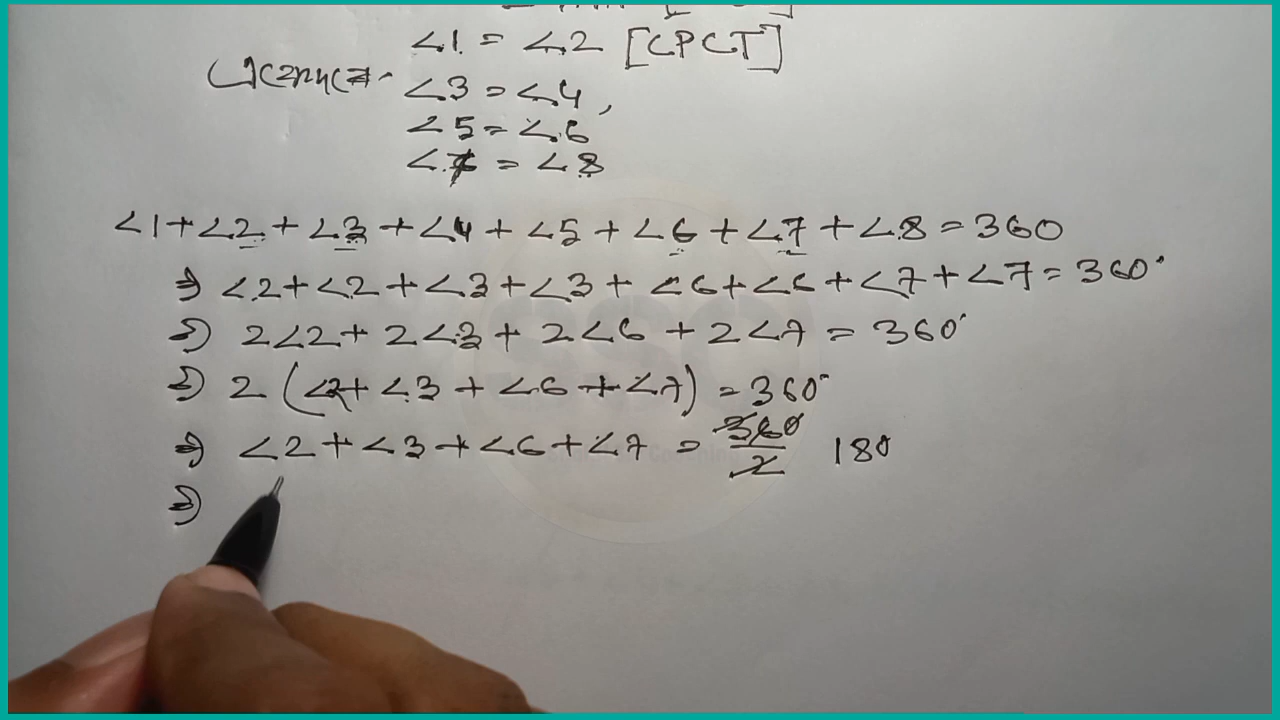 ∠1 = ∠2 [CPCT]
∠3 = ∠4,
∠5 = ∠6
∠7 = ∠8
∠1+∠2+∠3+∠4+∠5+∠6+∠7+∠8=360
⇒ ∠2+∠2+∠3+∠3+∠6+∠6+∠7+∠7=360°
⇒ 2∠2+2∠3+2∠6+2∠7=360°
⇒ 2(∠2+∠3+∠6+∠7)=360°
⇒ ∠2+∠3+∠6+∠7=360/2 180
⇒